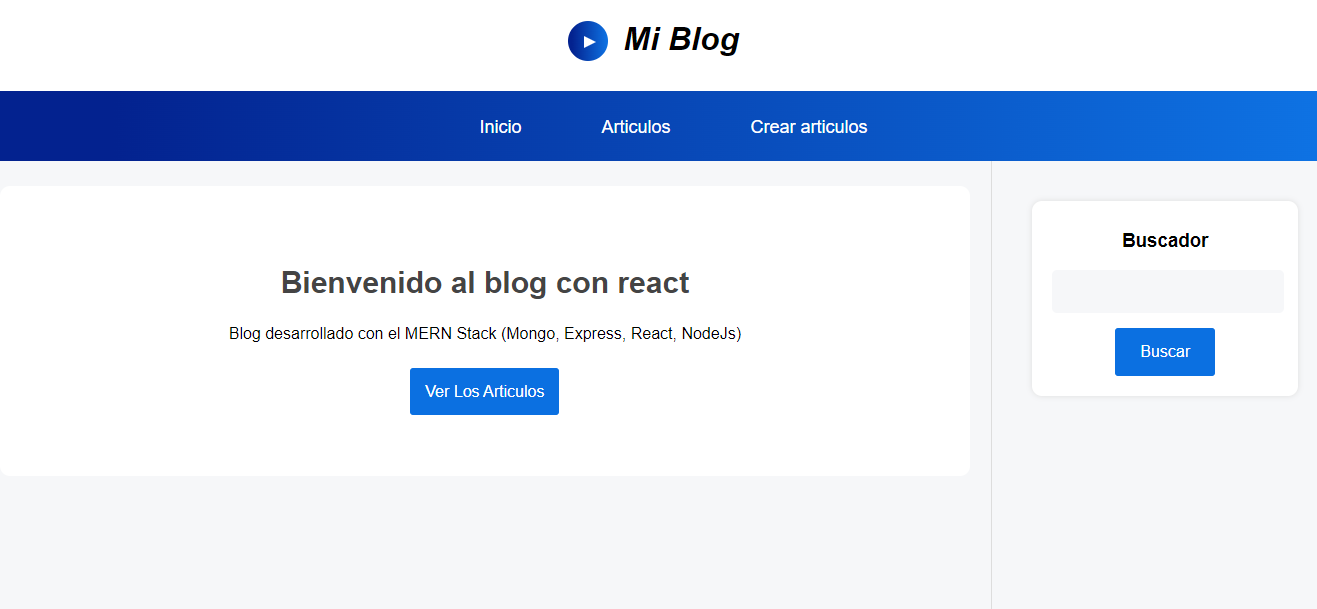 Mi Blog
Inicio
Articulos
Crear articulos
Bienvenido al blog con react
Blog desarrollado con el MERN Stack (Mongo, Express, React, NodeJs)
Ver Los Articulos
Buscador
Buscar